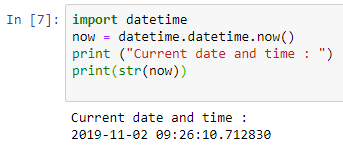 In [7]: import datetime
now = datetime.datetime.now()
print ("Current date and time : ")
print(str(now))
Current date and time :
2019-11-02 09:26:10.712830